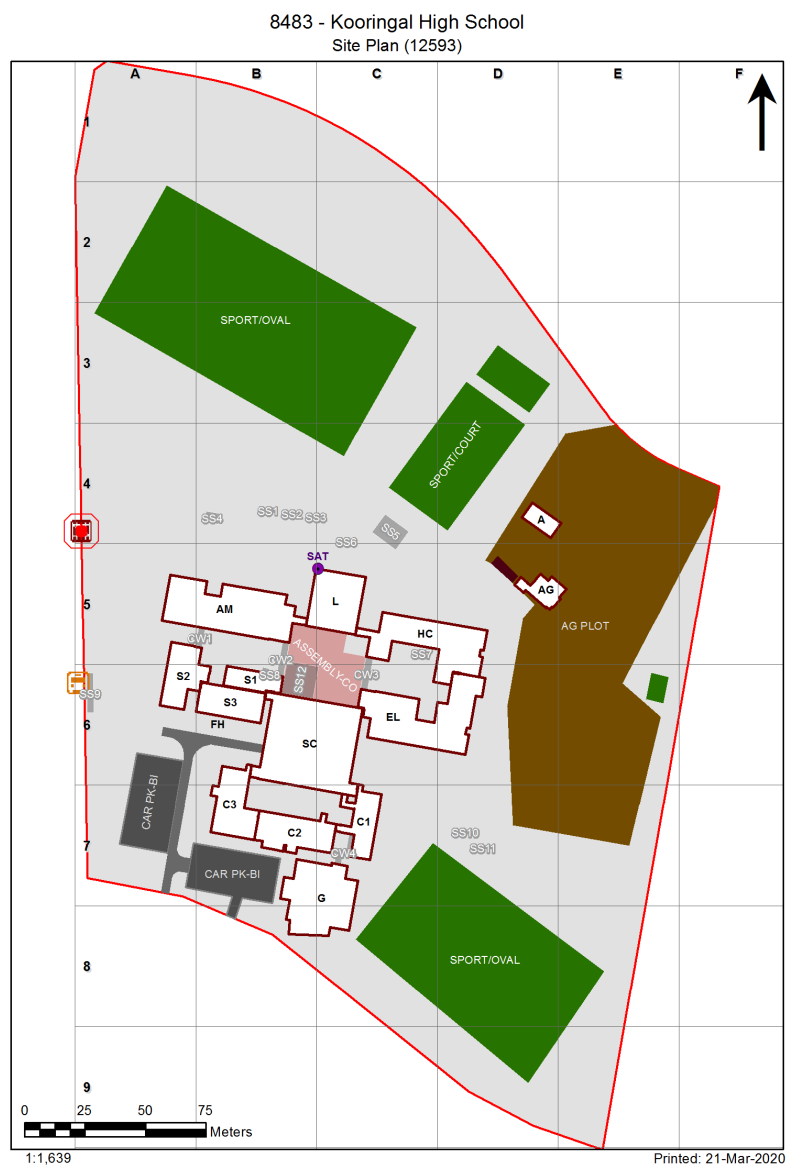 8483 - Kooringal High School
Site Plan (12593)
A B C D E F
1
2
SPORT/OVAL
3
SPORT/COURT
4
SS4 SS1 SS2 SS3
SS5
A
SS6
SAT
AG
5
AM
L
HC
AG PLOT
CW1
ASSEMBLY-CO
SS7
CW2
S2
S1
SS8
SS12
CW3
SS9
S3
EL
6
FH
SC
CAR PK-BI
C3
C2
C1
SS10
SS11
7
CW4
CAR PK-BI
G
SPORT/OVAL
8
9
0 25 50 75
Meters
1:1,639
Printed: 21-Mar-2020